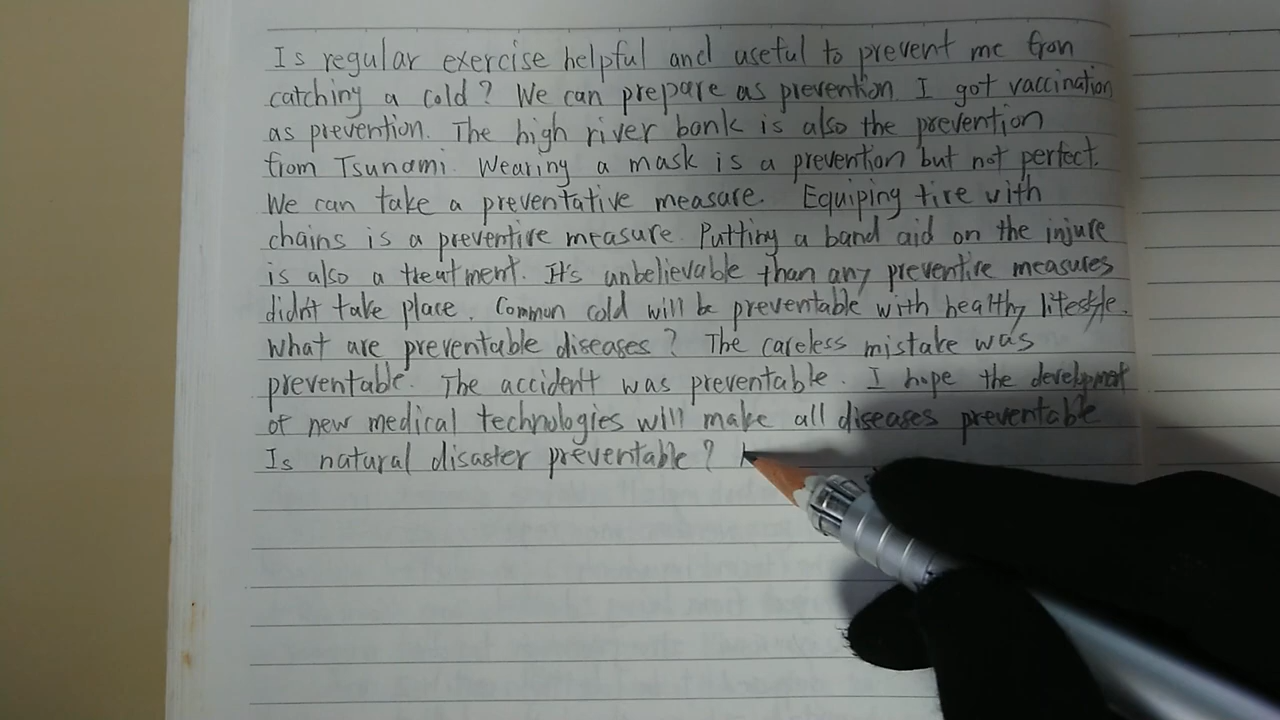 Is regular exercise helpful and useful to prevent me from
catching a cold? We can prepare as prevention. I got vaccination
as prevention. The high river bank is also the prevention
from Tsunami. Wearing a mask is a prevention but not perfect.
We can take a preventative measure. Equiping tire with
chains is a preventive measure. Putting a band aid on the injure
is also a treatment. It's unbelievable than any preventive measures
didn't take place. Common cold will be preventable with healthy lifestyle.
What are preventable diseases? The careless mistake was
preventable. The accident was preventable. I hope the development
of new medical technologies will make all diseases preventable
Is natural disaster preventable?